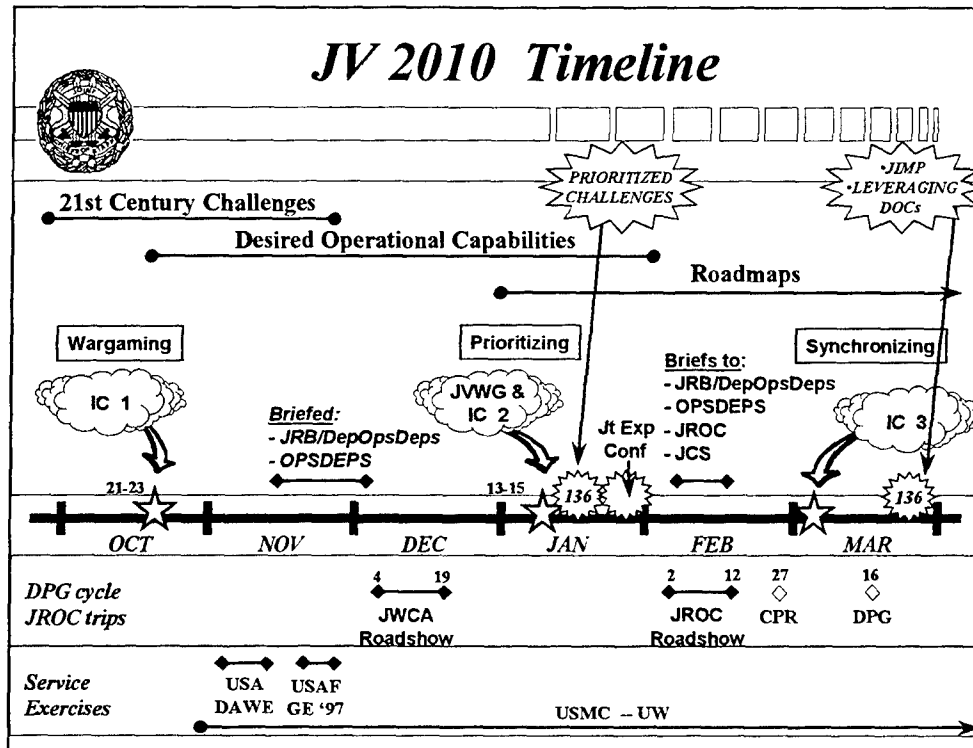 JV 2010 Timeline
PRIORITIZED
CHALLENGES
•JIMP
•LEVERAGING
DOCs
21st Century Challenges
Desired Operational Capabilities
Roadmaps
Wargaming
Prioritizing
Synchronizing
IC 1
JVWG &
IC 2
IC 3
Briefed:
- JRB/DepOpsDeps
- OPSDEPS
Jt Exp
Conf
Briefs to:
- JRB/DepOpsDeps
- OPSDEPS
- JROC
- JCS
21-23
13-15
136
136
OCT
NOV
DEC
JAN
FEB
MAR
DPG cycle
JROC trips
4
19
JWCA
Roadshow
2
12
JROC
Roadshow
27
CPR
16
DPG
Service
Exercises
USA
DAWE
USAF
GE '97
USMC -- UW